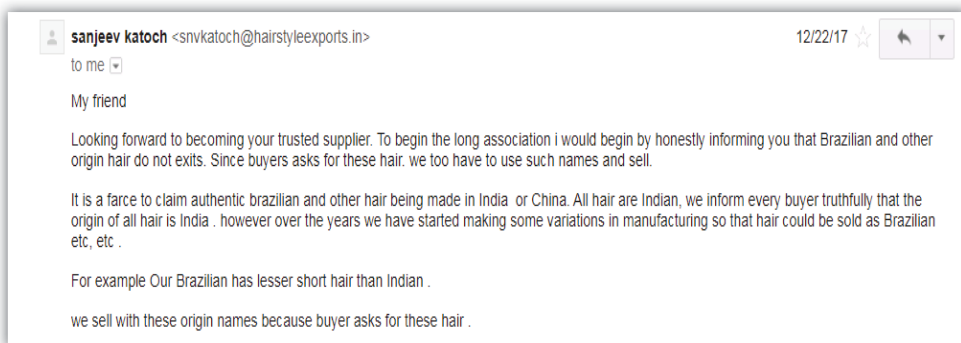 sanjeev katoch <snvkatoch@hairstyleexports.in>
12/22/17
to me
My friend
Looking forward to becoming your trusted supplier. To begin the long association i would begin by honestly informing you that Brazilian and other
origin hair do not exits. Since buyers asks for these hair. we too have to use such names and sell.
It is a farce to claim authentic brazilian and other hair being made in India or China. All hair are Indian, we inform every buyer truthfully that the
origin of all hair is India . however over the years we have started making some variations in manufacturing so that hair could be sold as Brazilian
etc, etc .
For example Our Brazilian has lesser short hair than Indian .
we sell with these origin names because buyer asks for these hair .